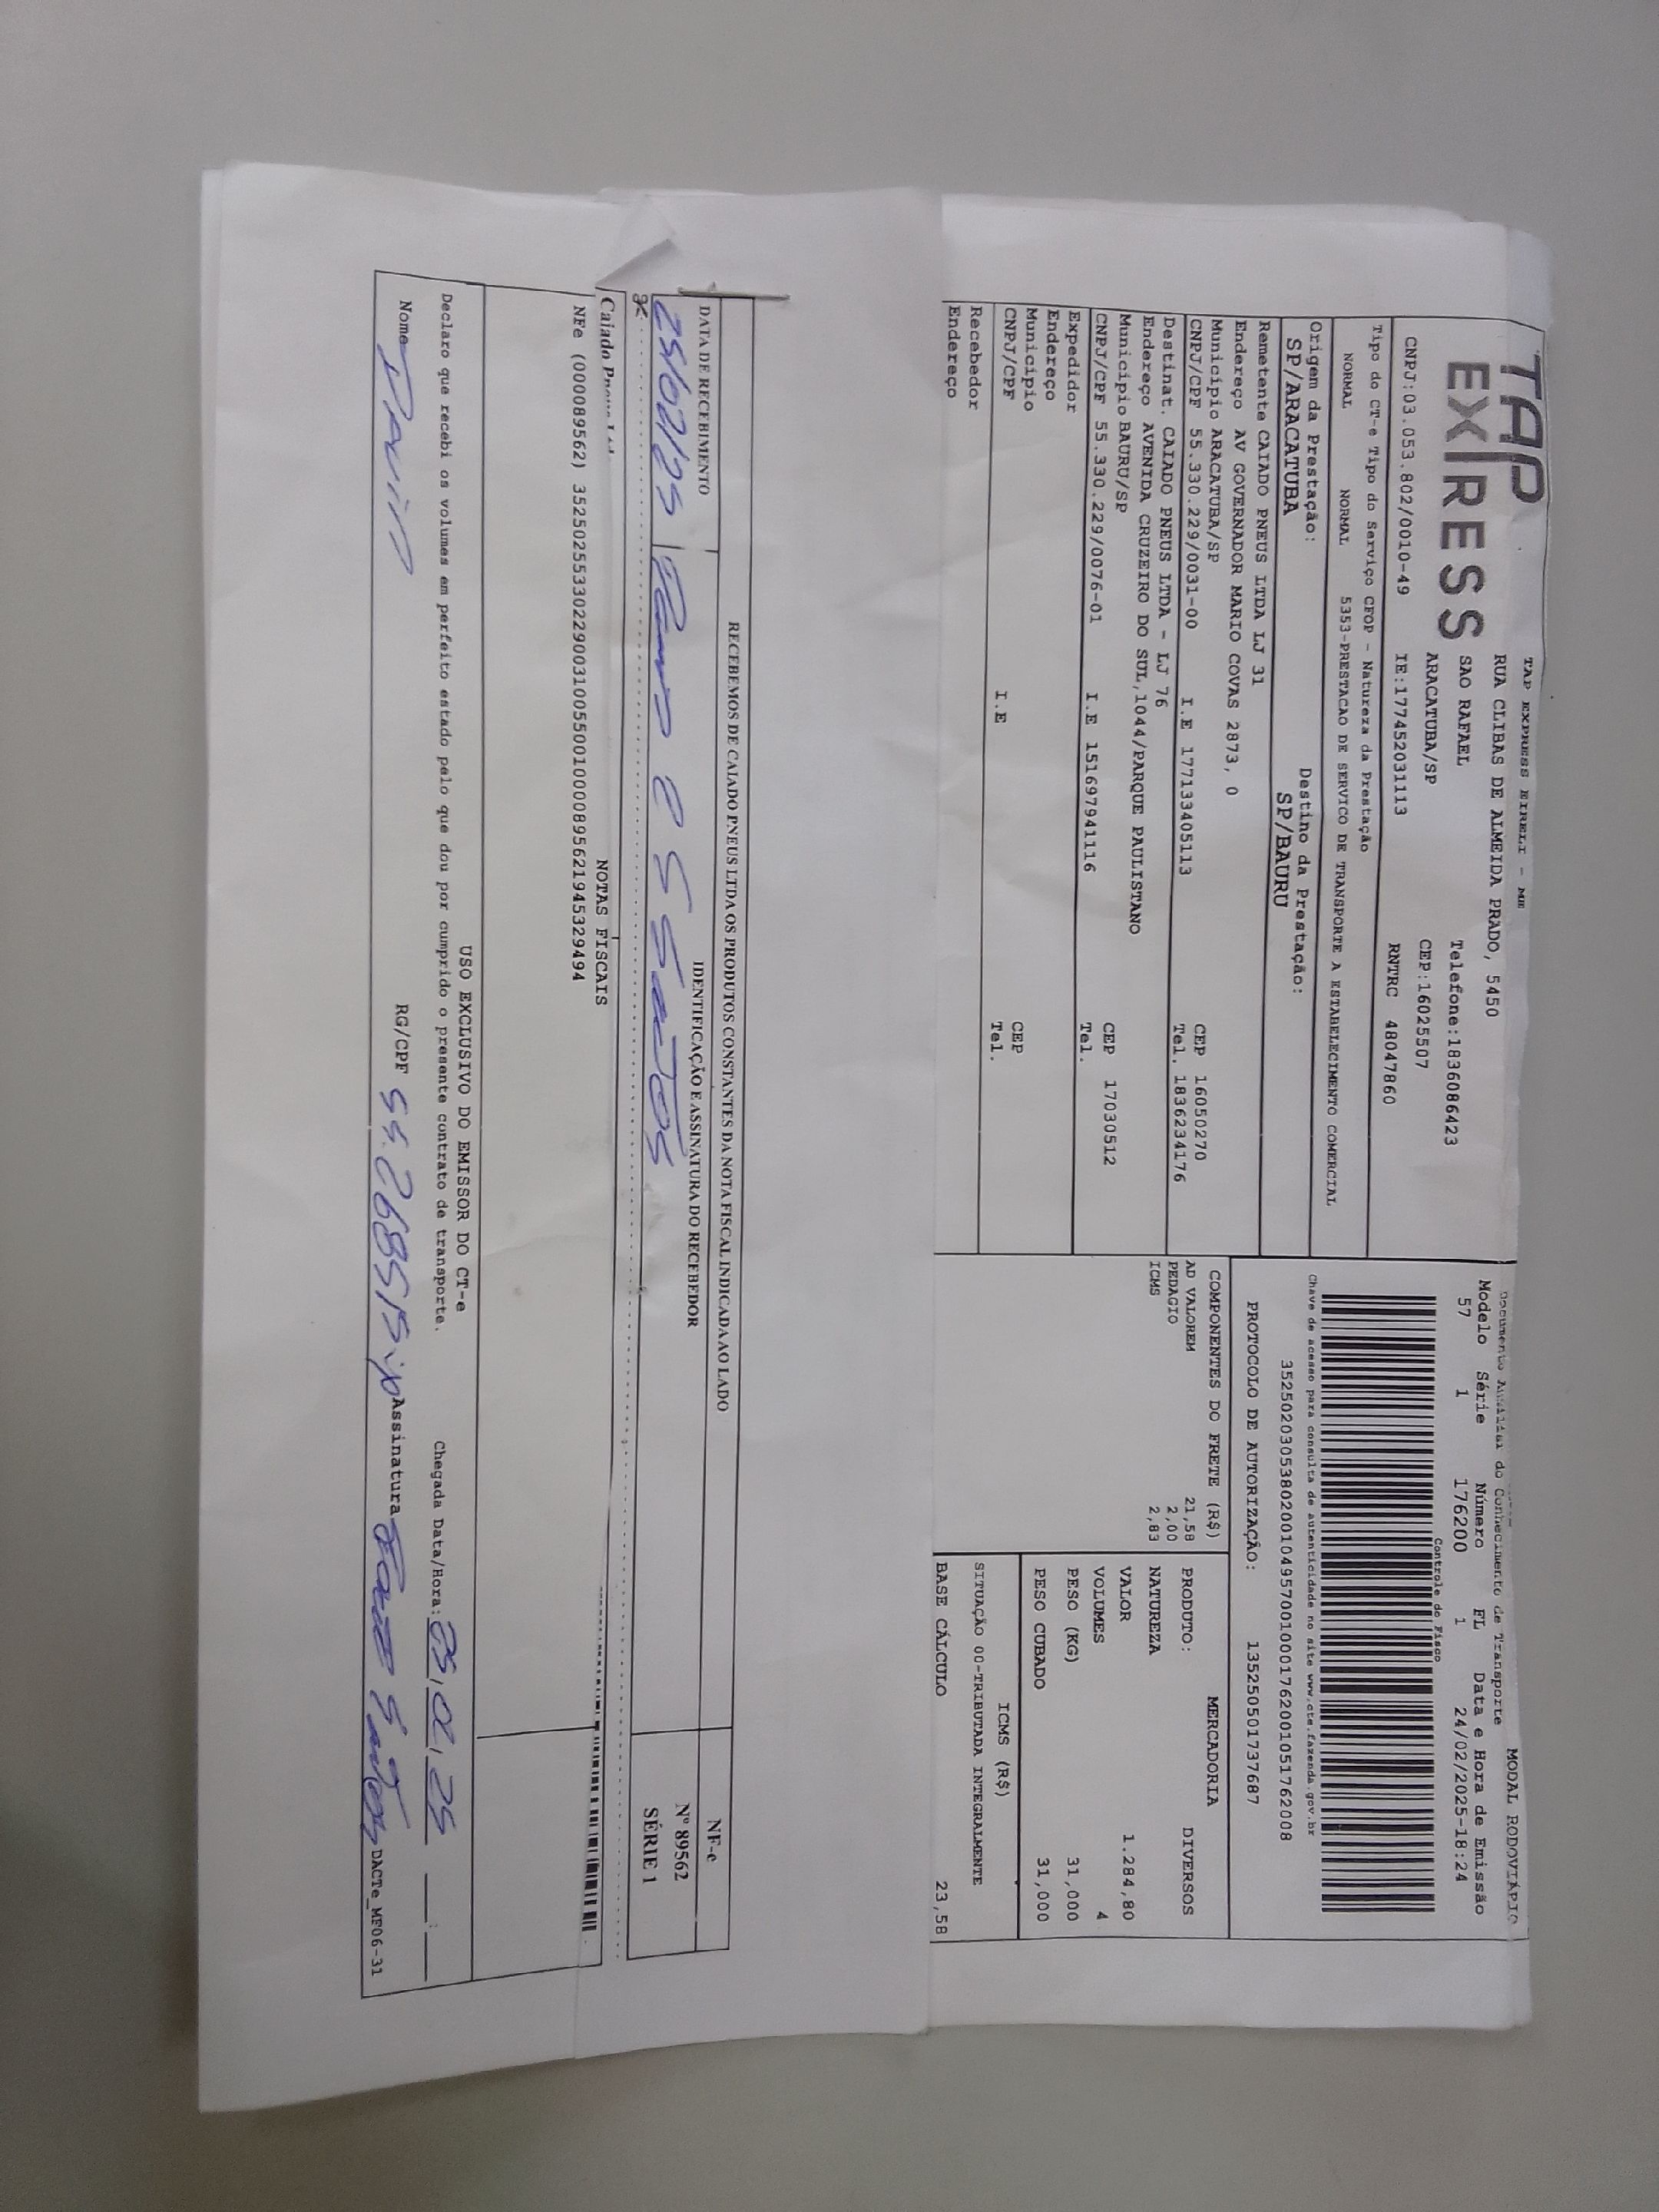 TAP
EXPRESS
TAP EXPRESS EIRELI - ME
RUA CLIBAS DE ALMEIDA PRADO, 5450
SAO RAFAEL Telefone:1836086423
ARACATUBA/SP CEP:16025507
CNPJ:03.053.802/0010-49 IE:177452031113 RNTRC 48047860
Tipo do CT-e Tipo do Serviço CFOP - Natureza da Prestação
NORMAL NORMAL 5353-PRESTACAO DE SERVICO DE TRANSPORTE A ESTABELECIMENTO COMERCIAL
Origem da Prestação: Destino da Prestação:
SP/ARACATUBA SP/BAURU
Remetente CAIADO PNEUS LTDA LJ 31
Endereço AV GOVERNADOR MARIO COVAS 2873, 0
Município ARACATUBA/SP CEP 16050270
CNPJ/CPF 55.330.229/0031-00 I.E 177133405113 Tel. 1836234176
Destinat. CAIADO PNEUS LTDA - LJ 76
Endereço AVENIDA CRUZEIRO DO SUL,1044/PARQUE PAULISTANO
Município BAURU/SP CEP 17030512
CNPJ/CPF 55.330.229/0076-01 I.E 151697941116 Tel.
Expedidor
Endereço
Município CEP
CNPJ/CPF I.E Tel.
Recebedor
Endereço
MODAL RODOVIÁRIO
Documento Auxiliar do Conhecimento de Transporte
Modelo Série Número FL Data e Hora de Emissão
57 1 176200 1 24/02/2025-18:24
Controle do Fisco
Chave de acesso para consulta de autenticidade no site www.cte.fazenda.gov.br
35250203053802001049570010001762001051762008
PROTOCOLO DE AUTORIZAÇÃO: 135250501737687
COMPONENTES DO FRETE (R$)
AD VALOREM 21,58
PEDAGIO 2,00
ICMS 2,83
MERCADORIA
PRODUTO: DIVERSOS
NATUREZA
VALOR 1.284,80
VOLUMES 4
PESO (KG) 31,000
PESO CUBADO 31,000
ICMS (R$)
SITUAÇÃO 00-TRIBUTADA INTEGRALMENTE
BASE CÁLCULO 23,58
RECEBEMOS DE CAIADO PNEUS LTDA OS PRODUTOS CONSTANTES DA NOTA FISCAL INDICADA AO LADO
DATA DE RECEBIMENTO IDENTIFICAÇÃO E ASSINATURA DO RECEBEDOR
25/02/25 S SANTOS
NF-e
Nº 89562
SÉRIE 1
Caiado Pneus Ltda
NOTAS FISCAIS
NFe (000089562) 35250255330229003100550010000895621945329494
USO EXCLUSIVO DO EMISSOR DO CT-e
Declaro que recebi os volumes em perfeito estado pelo que dou por cumprido o presente contrato de transporte. Chegada Data/Hora: 25/02/25 :
Nome RG/CPF Assinatura DACTe_MF06-31